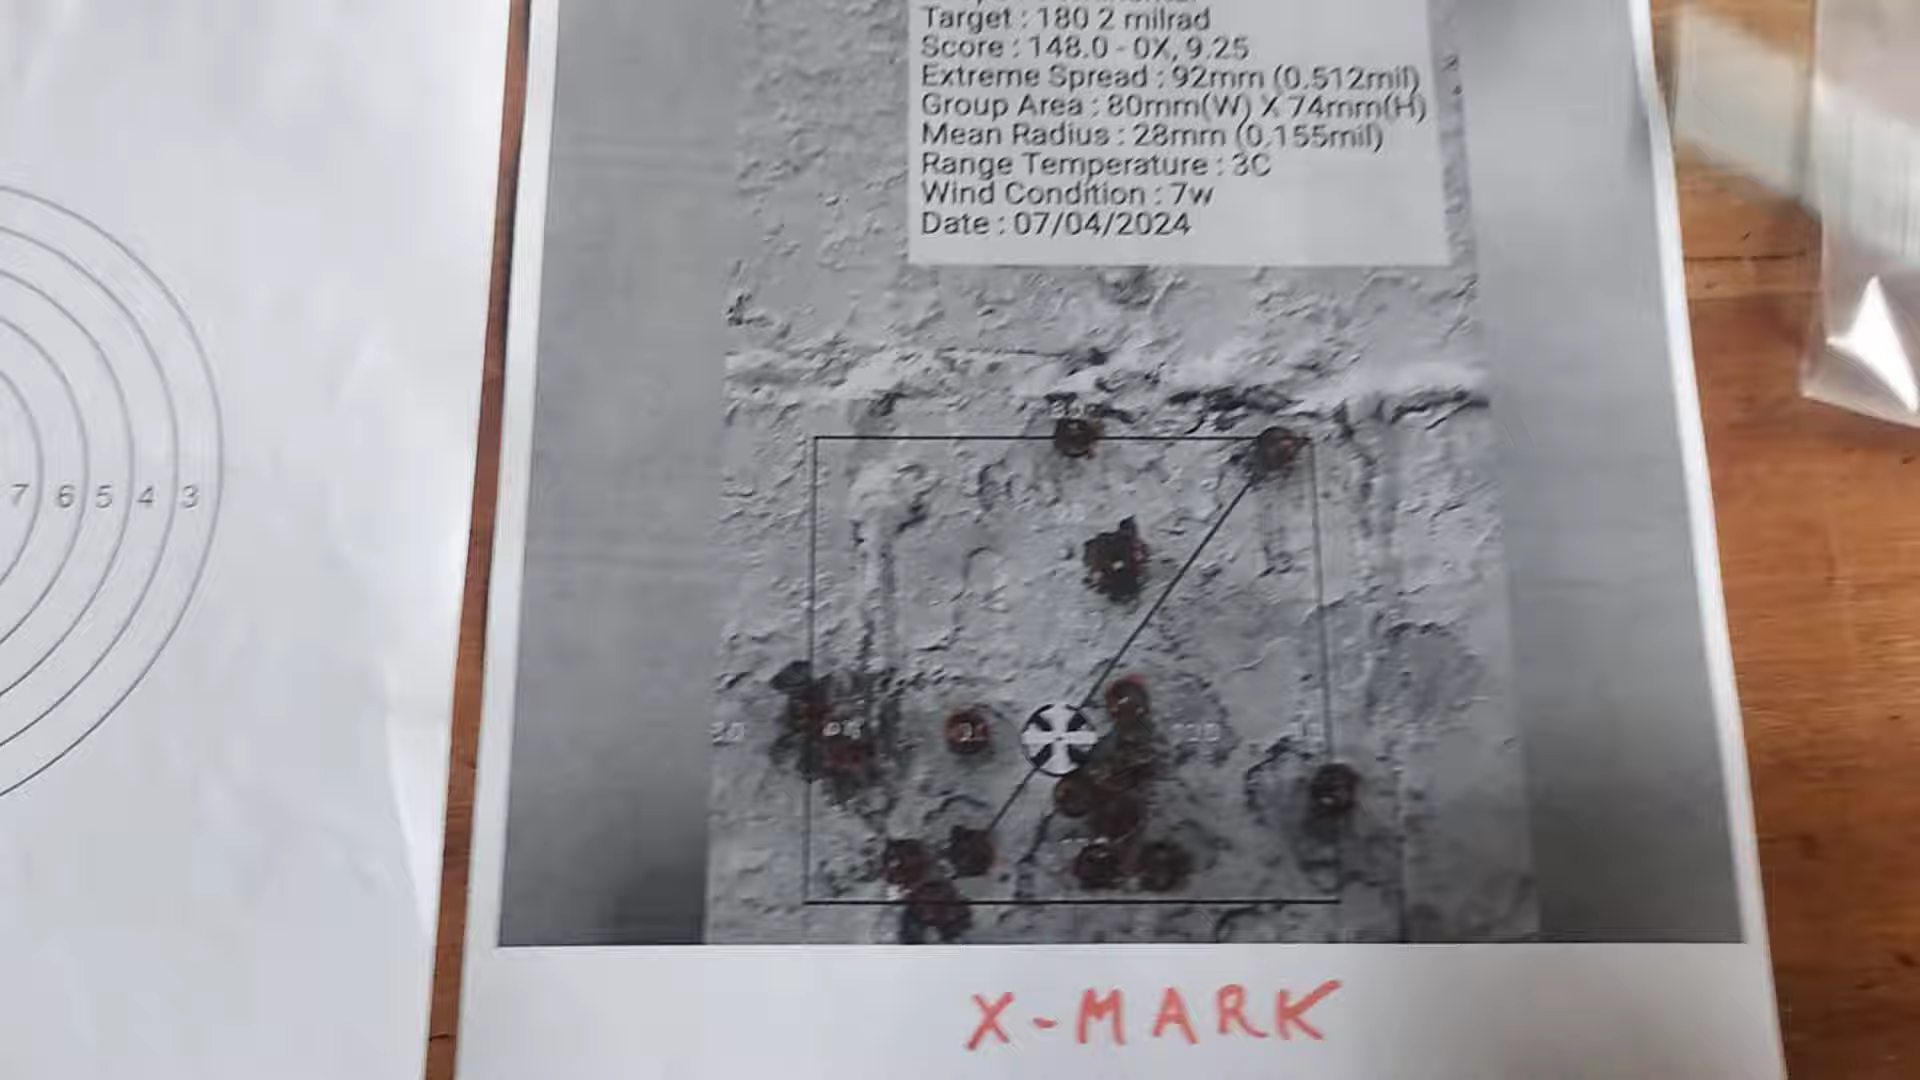 Target : 180 2 milrad
Score : 148.0 - 0X, 9.25
Extreme Spread : 92mm (0.512mil)
Group Area : 80mm(W) X 74mm(H)
Mean Radius : 28mm (0.155mil)
Range Temperature : 3C
Wind Condition : 7w
Date : 07/04/2024
7 6 5 4 3
X-MARK